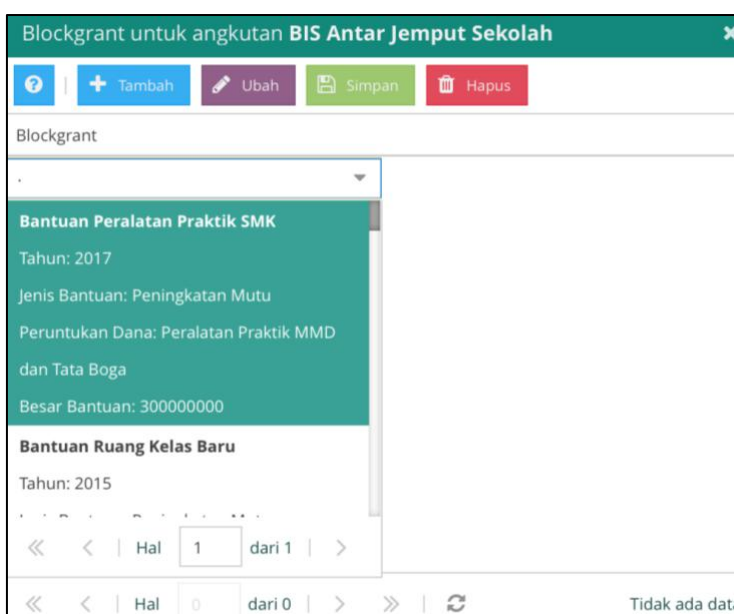 Blockgrant untuk angkutan BIS Antar Jemput Sekolah
Tambah Ubah Simpan Hapus
Blockgrant
.
Bantuan Peralatan Praktik SMK
Tahun: 2017
Jenis Bantuan: Peningkatan Mutu
Peruntukan Dana: Peralatan Praktik MMD
dan Tata Boga
Besar Bantuan: 300000000
Bantuan Ruang Kelas Baru
Tahun: 2015
Hal 1 dari 1
Hal 0 dari 0 Tidak ada dat